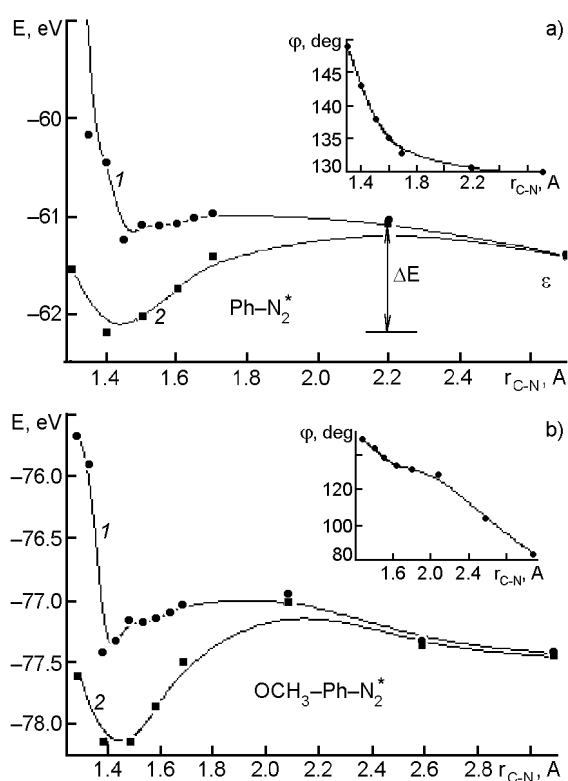 E, eV
a)
φ, deg
145
140
135
130
1.4
1.8
2.2
r_C-N, A
–60
–61
–62
1
2
Ph–N₂*
ΔE
ε
1.4
1.6
1.8
2.0
2.2
2.4
r_C-N, A
E, eV
b)
φ, deg
120
100
80
1.6
2.0
2.4
r_C-N, A
–76.0
–76.5
–77.0
–77.5
–78.0
1
2
OCH₃–Ph–N₂*
1.4
1.6
1.8
2.0
2.2
2.4
2.6
2.8
r_C-N, A